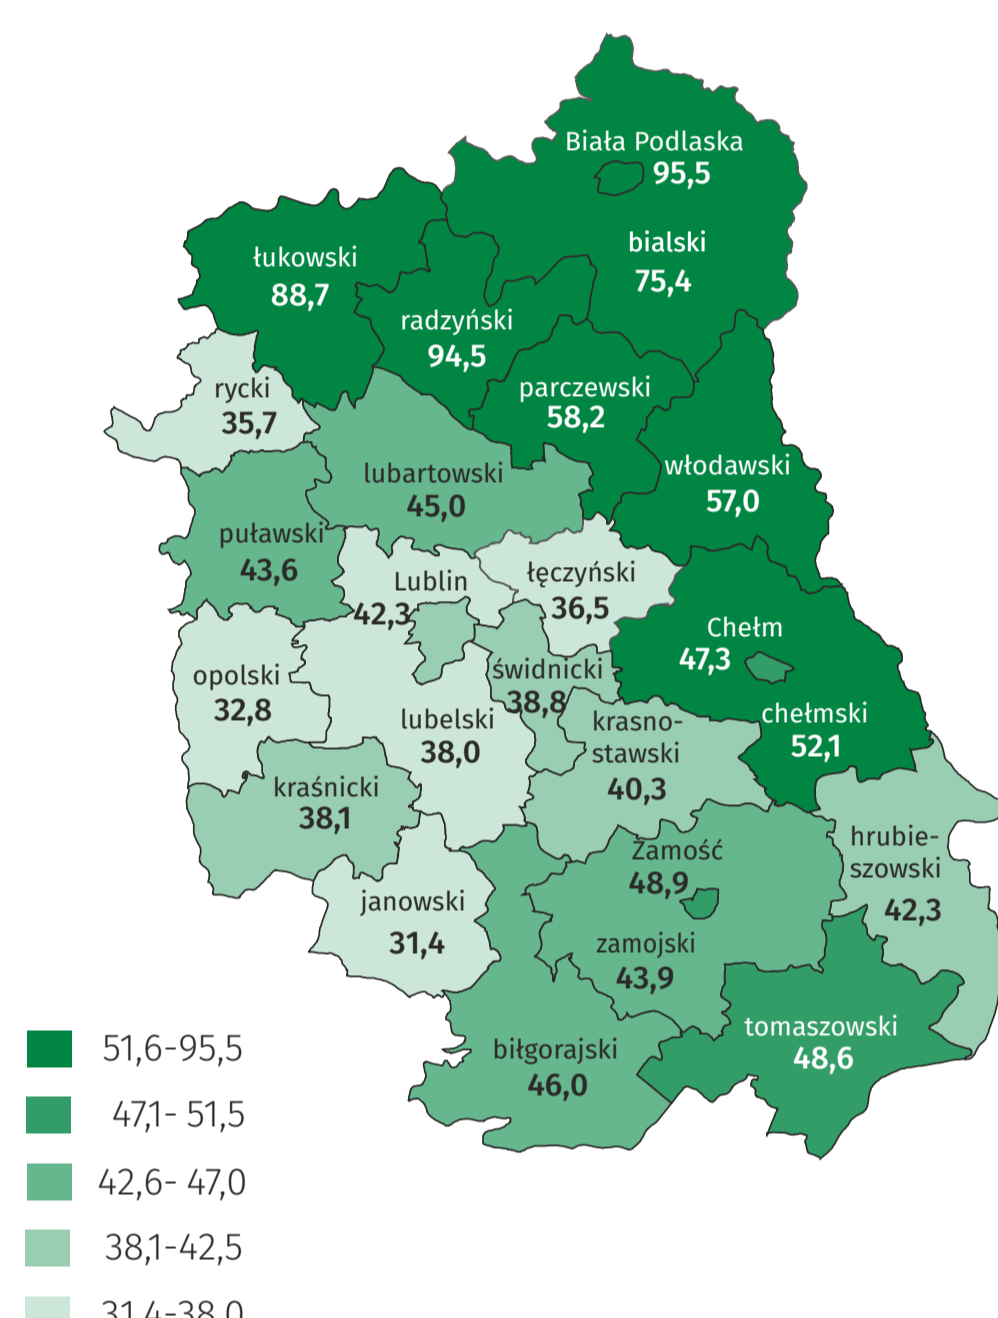 Biała Podlaska
95,5
bialski
75,4
łukowski
88,7
radzyński
94,5
rycki
35,7
parczewski
58,2
lubartowski
45,0
włodawski
57,0
puławski
43,6
Lublin
42,3
łęczyński
36,5
Chełm
47,3
opolski
32,8
świdnicki
38,8
lubelski
38,0
krasno-
stawski
40,3
chełmski
52,1
kraśnicki
38,1
Zamość
48,9
hrubie-
szowski
42,3
janowski
31,4
zamojski
43,9
tomaszowski
48,6
biłgorajski
46,0
51,6-95,5
47,1- 51,5
42,6- 47,0
38,1-42,5
31,4-38,0